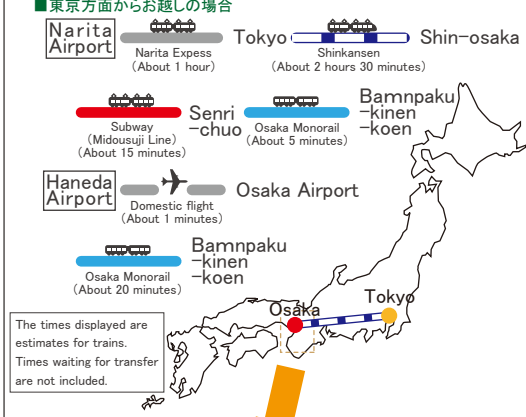 ■東京方面からお越しの場合
Narita Airport
Narita Expess
(About 1 hour)
Tokyo
Shinkansen
(About 2 hours 30 minutes)
Shin-osaka
Subway
(Midousuji Line)
(About 15 minutes)
Senri
-chuo
Osaka Monorail
(About 5 minutes)
Bamnpaku
-kinen
-koen
Haneda Airport
Domestic flight
(About 1 minutes)
Osaka Airport
Osaka Monorail
(About 20 minutes)
Bamnpaku
-kinen
-koen
Osaka
Tokyo
The times displayed are
estimates for trains.
Times waiting for transfer
are not included.